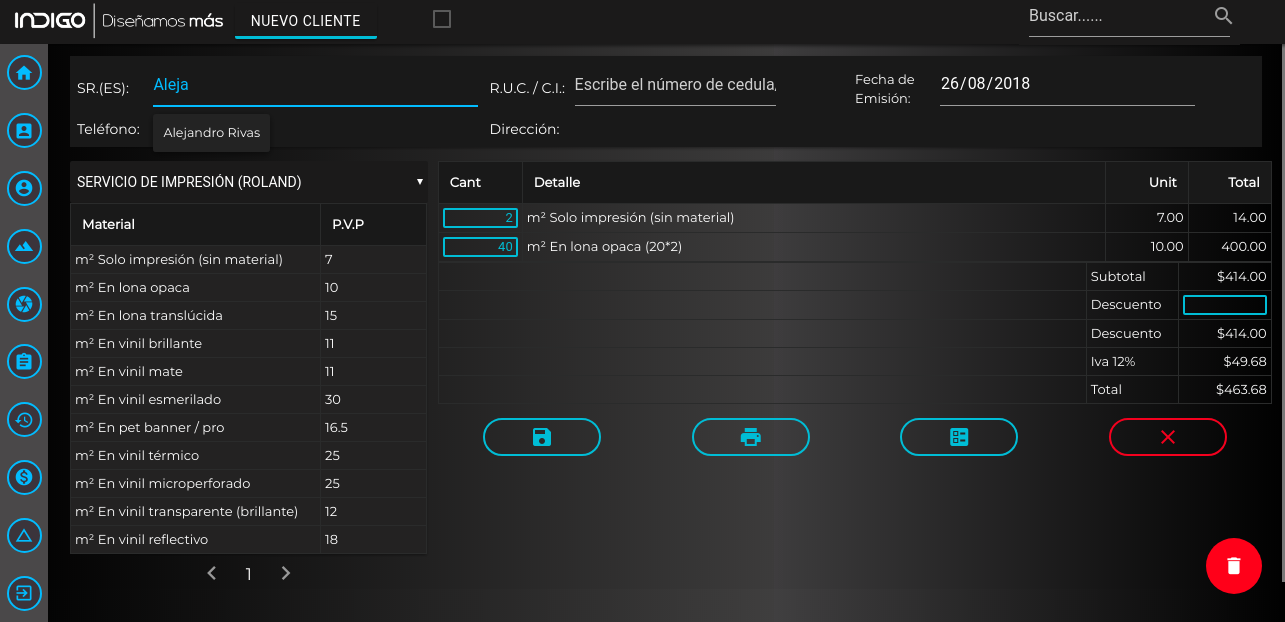 INDIGO Diseñamos más NUEVO CLIENTE Buscar......
SR.(ES): Aleja R.U.C. / C.I.: Escribe el número de cedula, Fecha de Emisión: 26/08/2018
Teléfono: Alejandro Rivas Dirección:
SERVICIO DE IMPRESIÓN (ROLAND)
Material P.V.P
m² Solo impresión (sin material) 7
m² En lona opaca 10
m² En lona translúcida 15
m² En vinil brillante 11
m² En vinil mate 11
m² En vinil esmerilado 30
m² En pet banner / pro 16.5
m² En vinil térmico 25
m² En vinil microperforado 25
m² En vinil transparente (brillante) 12
m² En vinil reflectivo 18
1
Cant Detalle Unit Total
2 m² Solo impresión (sin material) 7.00 14.00
40 m² En lona opaca (20*2) 10.00 400.00
Subtotal $414.00
Descuento
Descuento $414.00
Iva 12% $49.68
Total $463.68